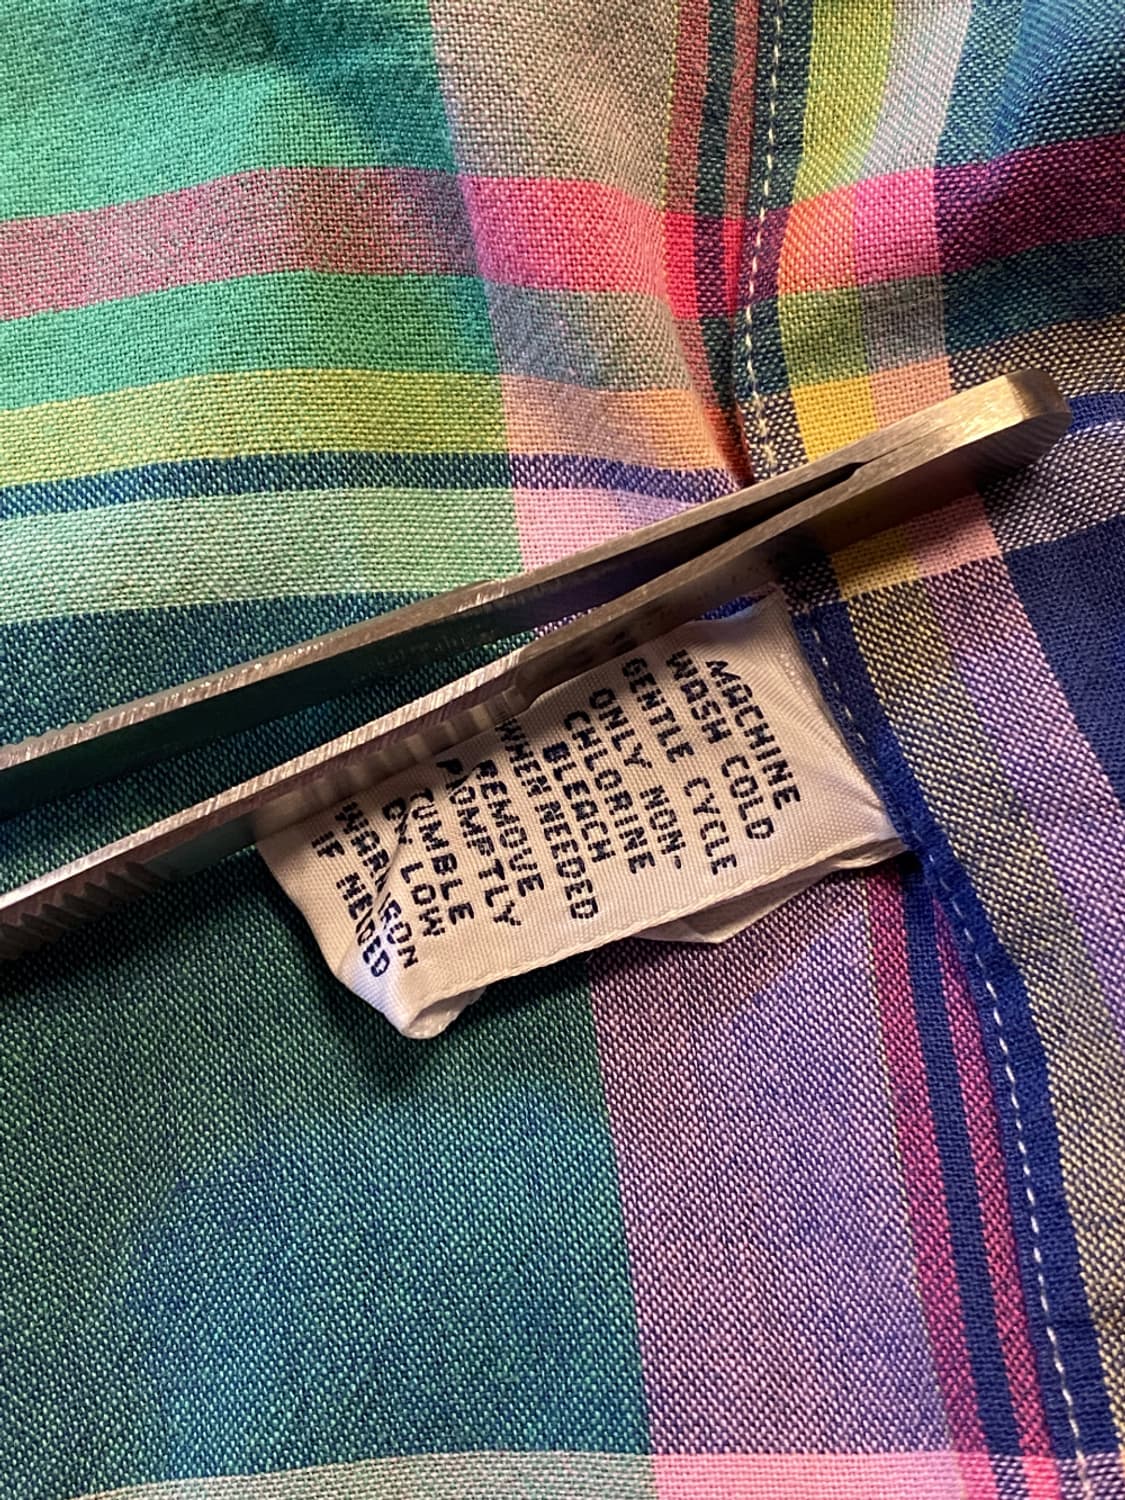 MACHINE
WASH COLD
GENTLE CYCLE
ONLY NON-
CHLORINE
BLEACH
WHEN NEEDED
REMOVE
PROMPTLY
TUMBLE
DRY LOW
WARM IRON
IF NEEDED